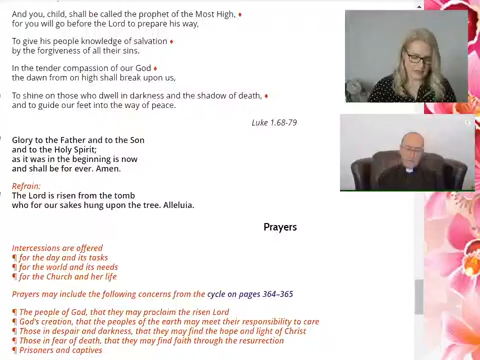 And you, child, shall be called the prophet of the Most High, ♦
for you will go before the Lord to prepare his way,
To give his people knowledge of salvation ♦
by the forgiveness of all their sins.
In the tender compassion of our God ♦
the dawn from on high shall break upon us,
To shine on those who dwell in darkness and the shadow of death, ♦
and to guide our feet into the way of peace.
Luke 1.68-79
Glory to the Father and to the Son
and to the Holy Spirit;
as it was in the beginning is now
and shall be for ever. Amen.
Refrain:
The Lord is risen from the tomb
who for our sakes hung upon the tree. Alleluia.
Prayers
Intercessions are offered
¶ for the day and its tasks
¶ for the world and its needs
¶ for the Church and her life
Prayers may include the following concerns from the cycle on pages 364–365
¶ The people of God, that they may proclaim the risen Lord
¶ God's creation, that the peoples of the earth may meet their responsibility to care
¶ Those in despair and darkness, that they may find the hope and light of Christ
¶ Those in fear of death, that they may find faith through the resurrection
¶ Prisoners and captives